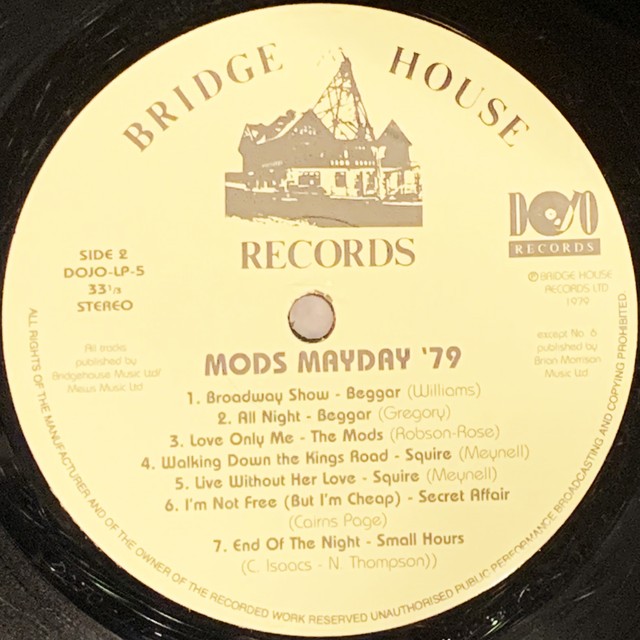 BRIDGE HOUSE
RECORDS
DOJO
RECORDS
SIDE 2
DOJO-LP-5
33 1/3
STEREO
℗ BRIDGE HOUSE
RECORDS LTD
1979
All tracks
published by
Bridgehouse Music Ltd/
Mews Music Ltd
except No. 6
published by
Brian Morrison
Music Ltd
MODS MAYDAY '79
1. Broadway Show - Beggar (Williams)
2. All Night - Beggar (Gregory)
3. Love Only Me - The Mods (Robson-Rose)
4. Walking Down the Kings Road - Squire (Meynell)
5. Live Without Her Love - Squire (Meynell)
6. I'm Not Free (But I'm Cheap) - Secret Affair
(Cairns Page)
7. End Of The Night - Small Hours
(C. Isaacs - N. Thompson))
ALL RIGHTS OF THE MANUFACTURER AND OF THE OWNER OF THE RECORDED WORK RESERVED UNAUTHORISED PUBLIC PERFORMANCE BROADCASTING AND COPYING PROHIBITED.